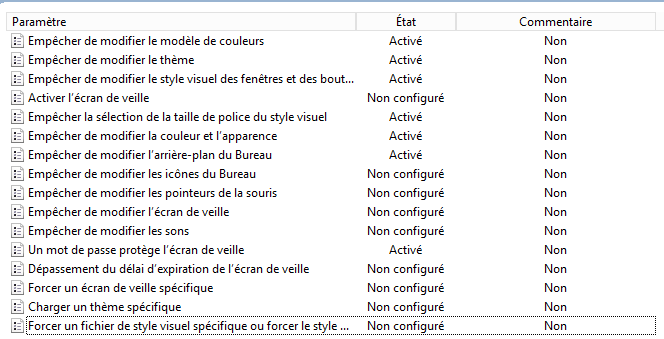 Paramètre État Commentaire
Empêcher de modifier le modèle de couleurs Activé Non
Empêcher de modifier le thème Activé Non
Empêcher de modifier le style visuel des fenêtres et des bout... Activé Non
Activer l’écran de veille Non configuré Non
Empêcher la sélection de la taille de police du style visuel Activé Non
Empêcher de modifier la couleur et l’apparence Activé Non
Empêcher de modifier l’arrière-plan du Bureau Activé Non
Empêcher de modifier les icônes du Bureau Non configuré Non
Empêcher de modifier les pointeurs de la souris Non configuré Non
Empêcher de modifier l’écran de veille Non configuré Non
Empêcher de modifier les sons Non configuré Non
Un mot de passe protège l’écran de veille Activé Non
Dépassement du délai d’expiration de l’écran de veille Non configuré Non
Forcer un écran de veille spécifique Non configuré Non
Charger un thème spécifique Non configuré Non
Forcer un fichier de style visuel spécifique ou forcer le style ... Non configuré Non